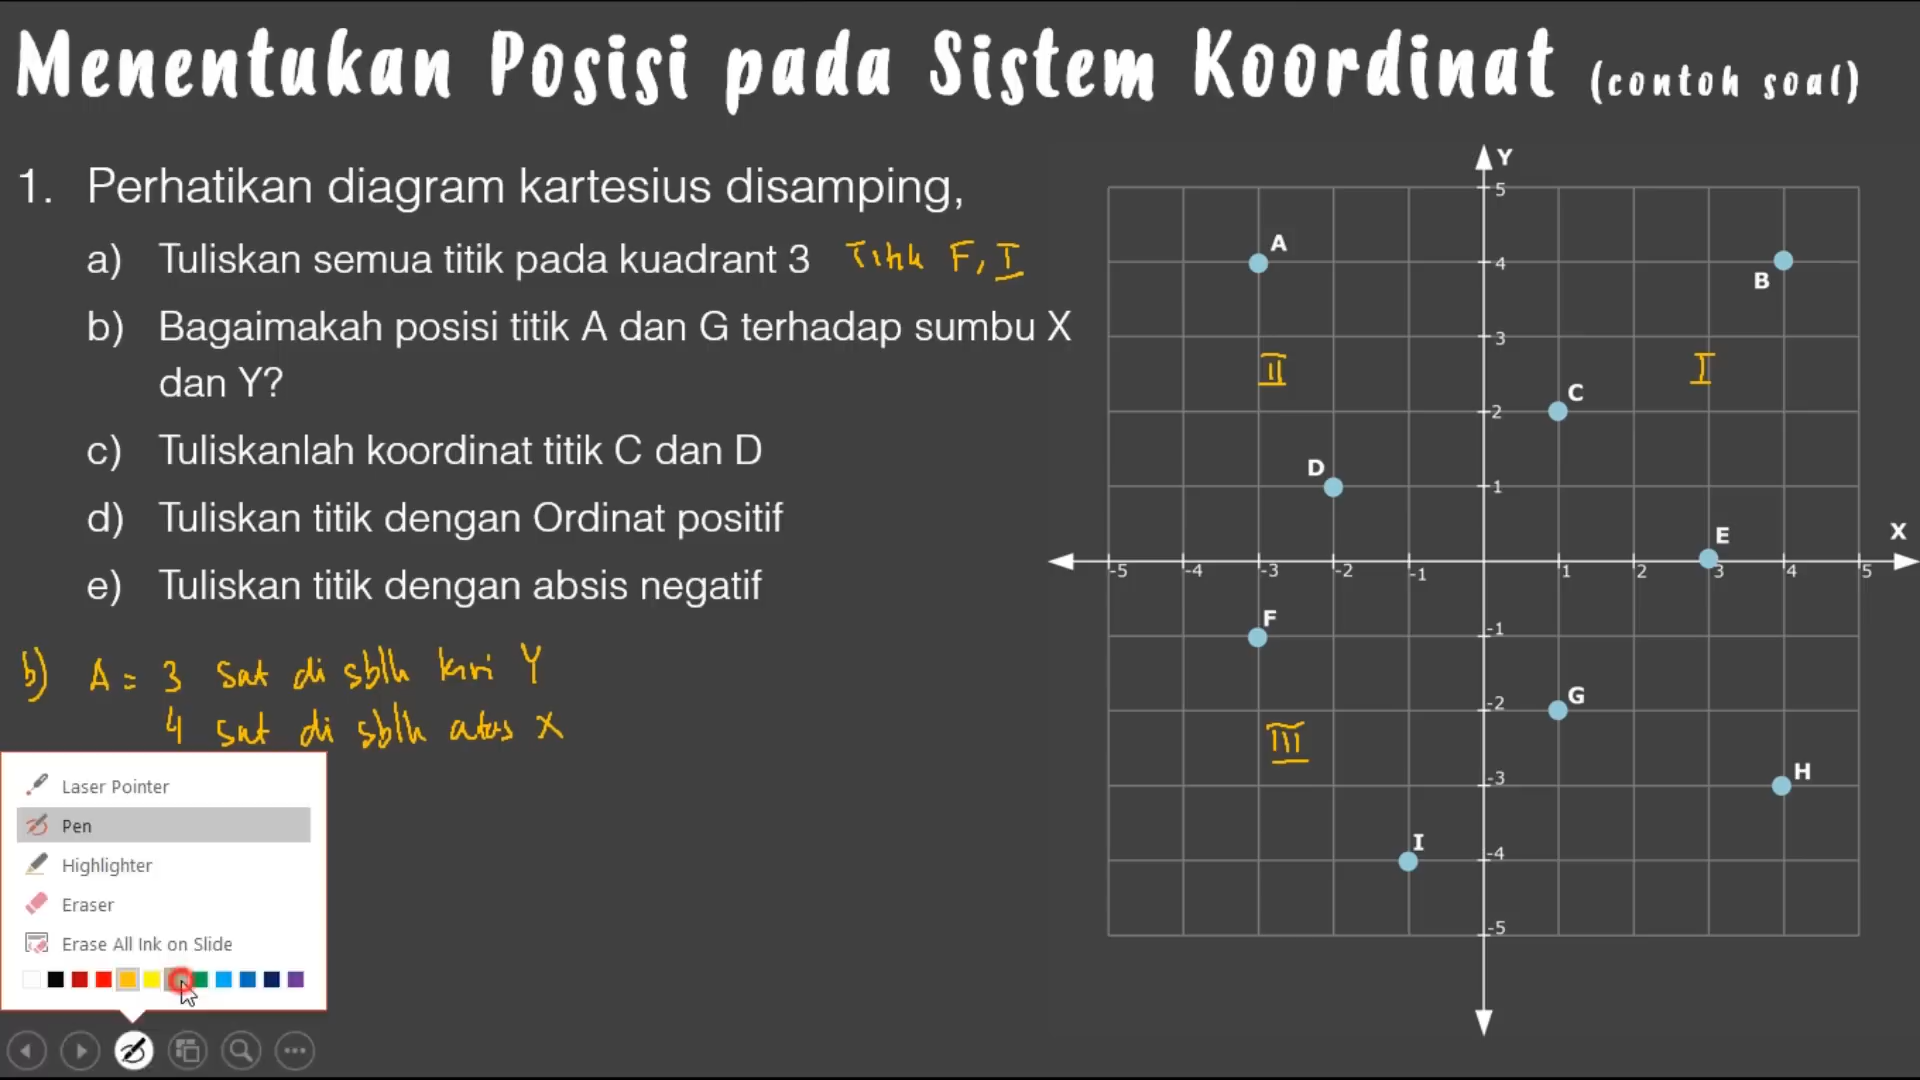 Menentukan Posisi pada Sistem Koordinat (contoh soal)
1. Perhatikan diagram kartesius disamping,
a) Tuliskan semua titik pada kuadrant 3 Titik F, I
b) Bagaimakah posisi titik A dan G terhadap sumbu X
dan Y?
c) Tuliskanlah koordinat titik C dan D
d) Tuliskan titik dengan Ordinat positif
e) Tuliskan titik dengan absis negatif
b) A = 3 sat di sblh kiri Y
4 sat di sblh atas X
Laser Pointer
Pen
Highlighter
Eraser
Erase All Ink on Slide
Y
5
A
4
B
3
II
I
C
2
D
1
E
X
-5 -4 -3 -2 -1 1 2 3 4 5
F
-1
G
-2
III
H
-3
I
-4
-5